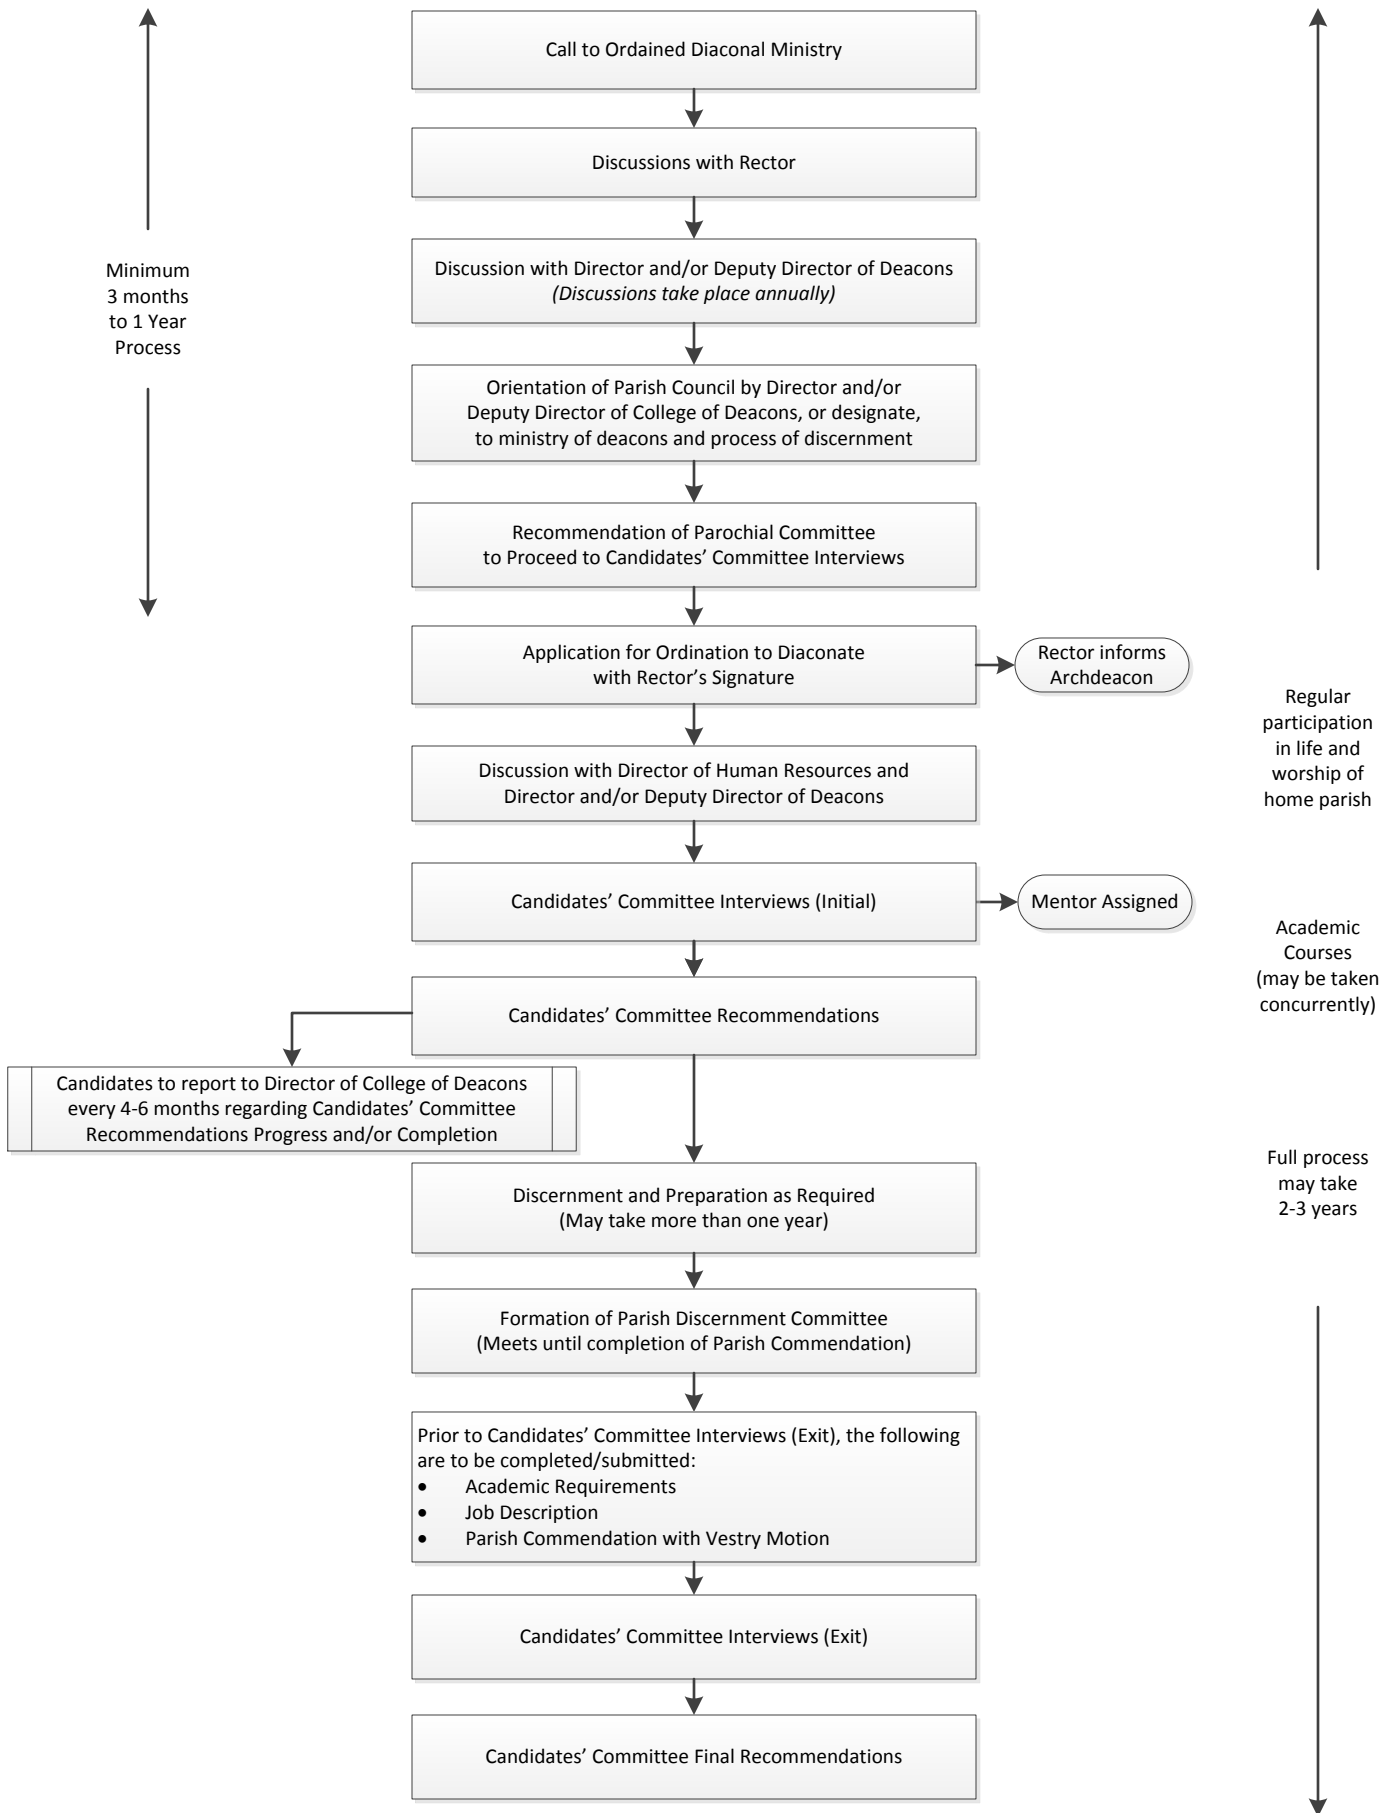 Call to Ordained Diaconal Ministry
Discussions with Rector
Discussion with Director and/or Deputy Director of Deacons
(Discussions take place annually)
Minimum
3 months
to 1 Year
Process
Orientation of Parish Council by Director and/or
Deputy Director of College of Deacons, or designate,
to ministry of deacons and process of discernment
Recommendation of Parochial Committee
to Proceed to Candidates’ Committee Interviews
Application for Ordination to Diaconate
with Rector’s Signature
Rector informs
Archdeacon
Regular
participation
in life and
worship of
home parish
Discussion with Director of Human Resources and
Director and/or Deputy Director of Deacons
Candidates’ Committee Interviews (Initial)
Mentor Assigned
Academic
Courses
(may be taken
concurrently)
Candidates’ Committee Recommendations
Candidates to report to Director of College of Deacons
every 4-6 months regarding Candidates’ Committee
Recommendations Progress and/or Completion
Full process
may take
2-3 years
Discernment and Preparation as Required
(May take more than one year)
Formation of Parish Discernment Committee
(Meets until completion of Parish Commendation)
Prior to Candidates’ Committee Interviews (Exit), the following
are to be completed/submitted:
• Academic Requirements
• Job Description
• Parish Commendation with Vestry Motion
Candidates’ Committee Interviews (Exit)
Candidates’ Committee Final Recommendations